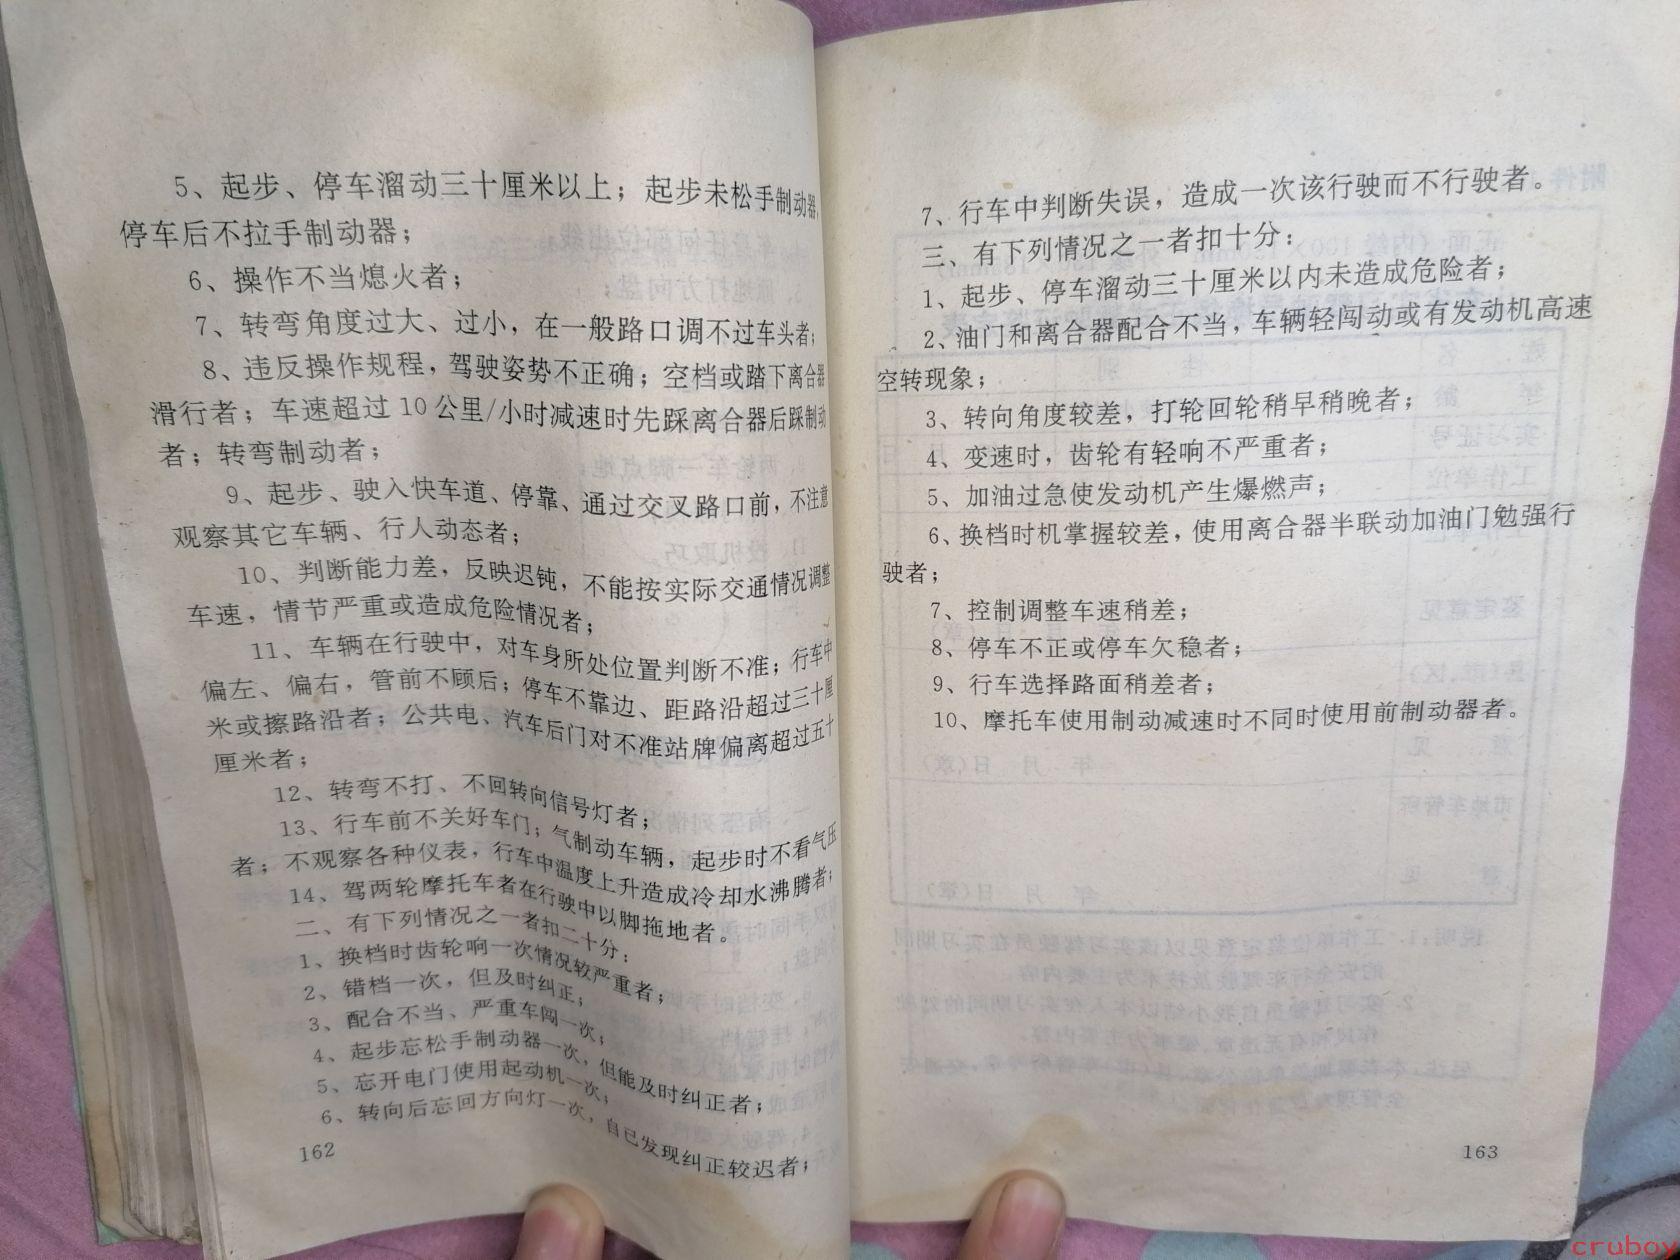 5、起步、停车溜动三十厘米以上；起步未松手制动器，
停车后不拉手制动器；
6、操作不当熄火者；
7、转弯角度过大、过小，在一般路口调不过车头者；
8、违反操作规程，驾驶姿势不正确；空档或踏下离合器
滑行者；车速超过10公里/小时减速时先踩离合器后踩制动
者；转弯制动者；
9、起步、驶入快车道、停靠、通过交叉路口前，不注意
观察其它车辆、行人动态者；
10、判断能力差，反映迟钝，不能按实际交通情况调整
车速，情节严重或造成危险情况者；
11、车辆在行驶中，对车身所处位置判断不准；行车中
偏左、偏右，管前不顾后；停车不靠边、距路沿超过三十厘
米或擦路沿者；公共电、汽车后门对不准站牌偏离超过五十
厘米者；
12、转弯不打、不回转向信号灯者；
13、行车前不关好车门；气制动车辆，起步时不看气压
者；不观察各种仪表，行车中温度上升造成冷却水沸腾者；
14、驾两轮摩托车者在行驶中以脚拖地者。
二、有下列情况之一者扣二十分：
1、换档时齿轮响一次情况较严重者；
2、错档一次，但及时纠正；
3、配合不当、严重车闯一次；
4、起步忘松手制动器一次，但能及时纠正者；
5、忘开电门使用起动机一次；
6、转向后忘回方向灯一次，自已发现纠正较迟者；
162
7、行车中判断失误，造成一次该行驶而不行驶者。
三、有下列情况之一者扣十分：
1、起步、停车溜动三十厘米以内未造成危险者；
2、油门和离合器配合不当，车辆轻闯动或有发动机高速
空转现象；
3、转向角度较差，打轮回轮稍早稍晚者；
4、变速时，齿轮有轻响不严重者；
5、加油过急使发动机产生爆燃声；
6、换档时机掌握较差，使用离合器半联动加油门勉强行
驶者；
7、控制调整车速稍差；
8、停车不正或停车欠稳者；
9、行车选择路面稍差者；
10、摩托车使用制动减速时不同时使用前制动器者。
163
cruboy